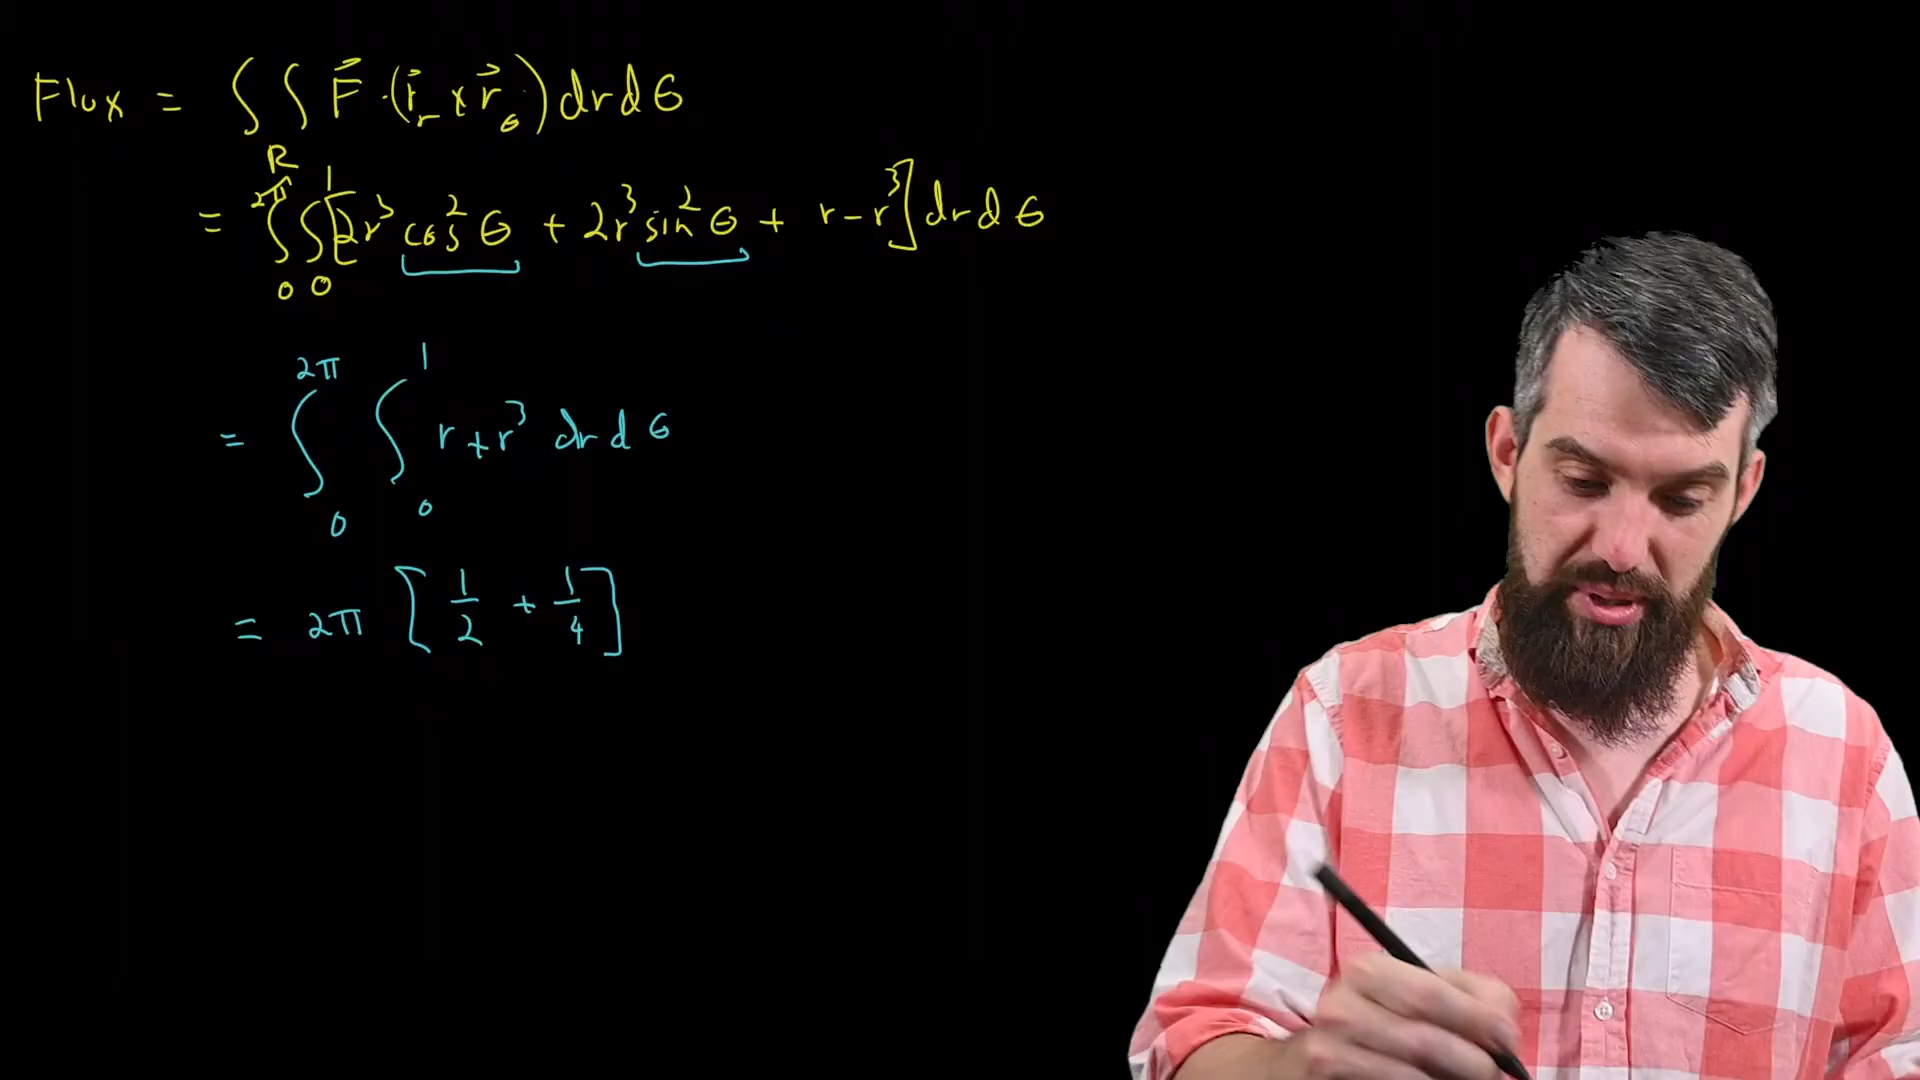 Flux = ∫∫ F⃗ · (r⃗_r × r⃗_θ) dr dθ
R
= ∫₀^{2π} ∫₀^1 [2r³ cos²θ + 2r³ sin²θ + r - r³] dr dθ
= ∫₀^{2π} ∫₀^1 r + r³ dr dθ
= 2π [1/2 + 1/4]